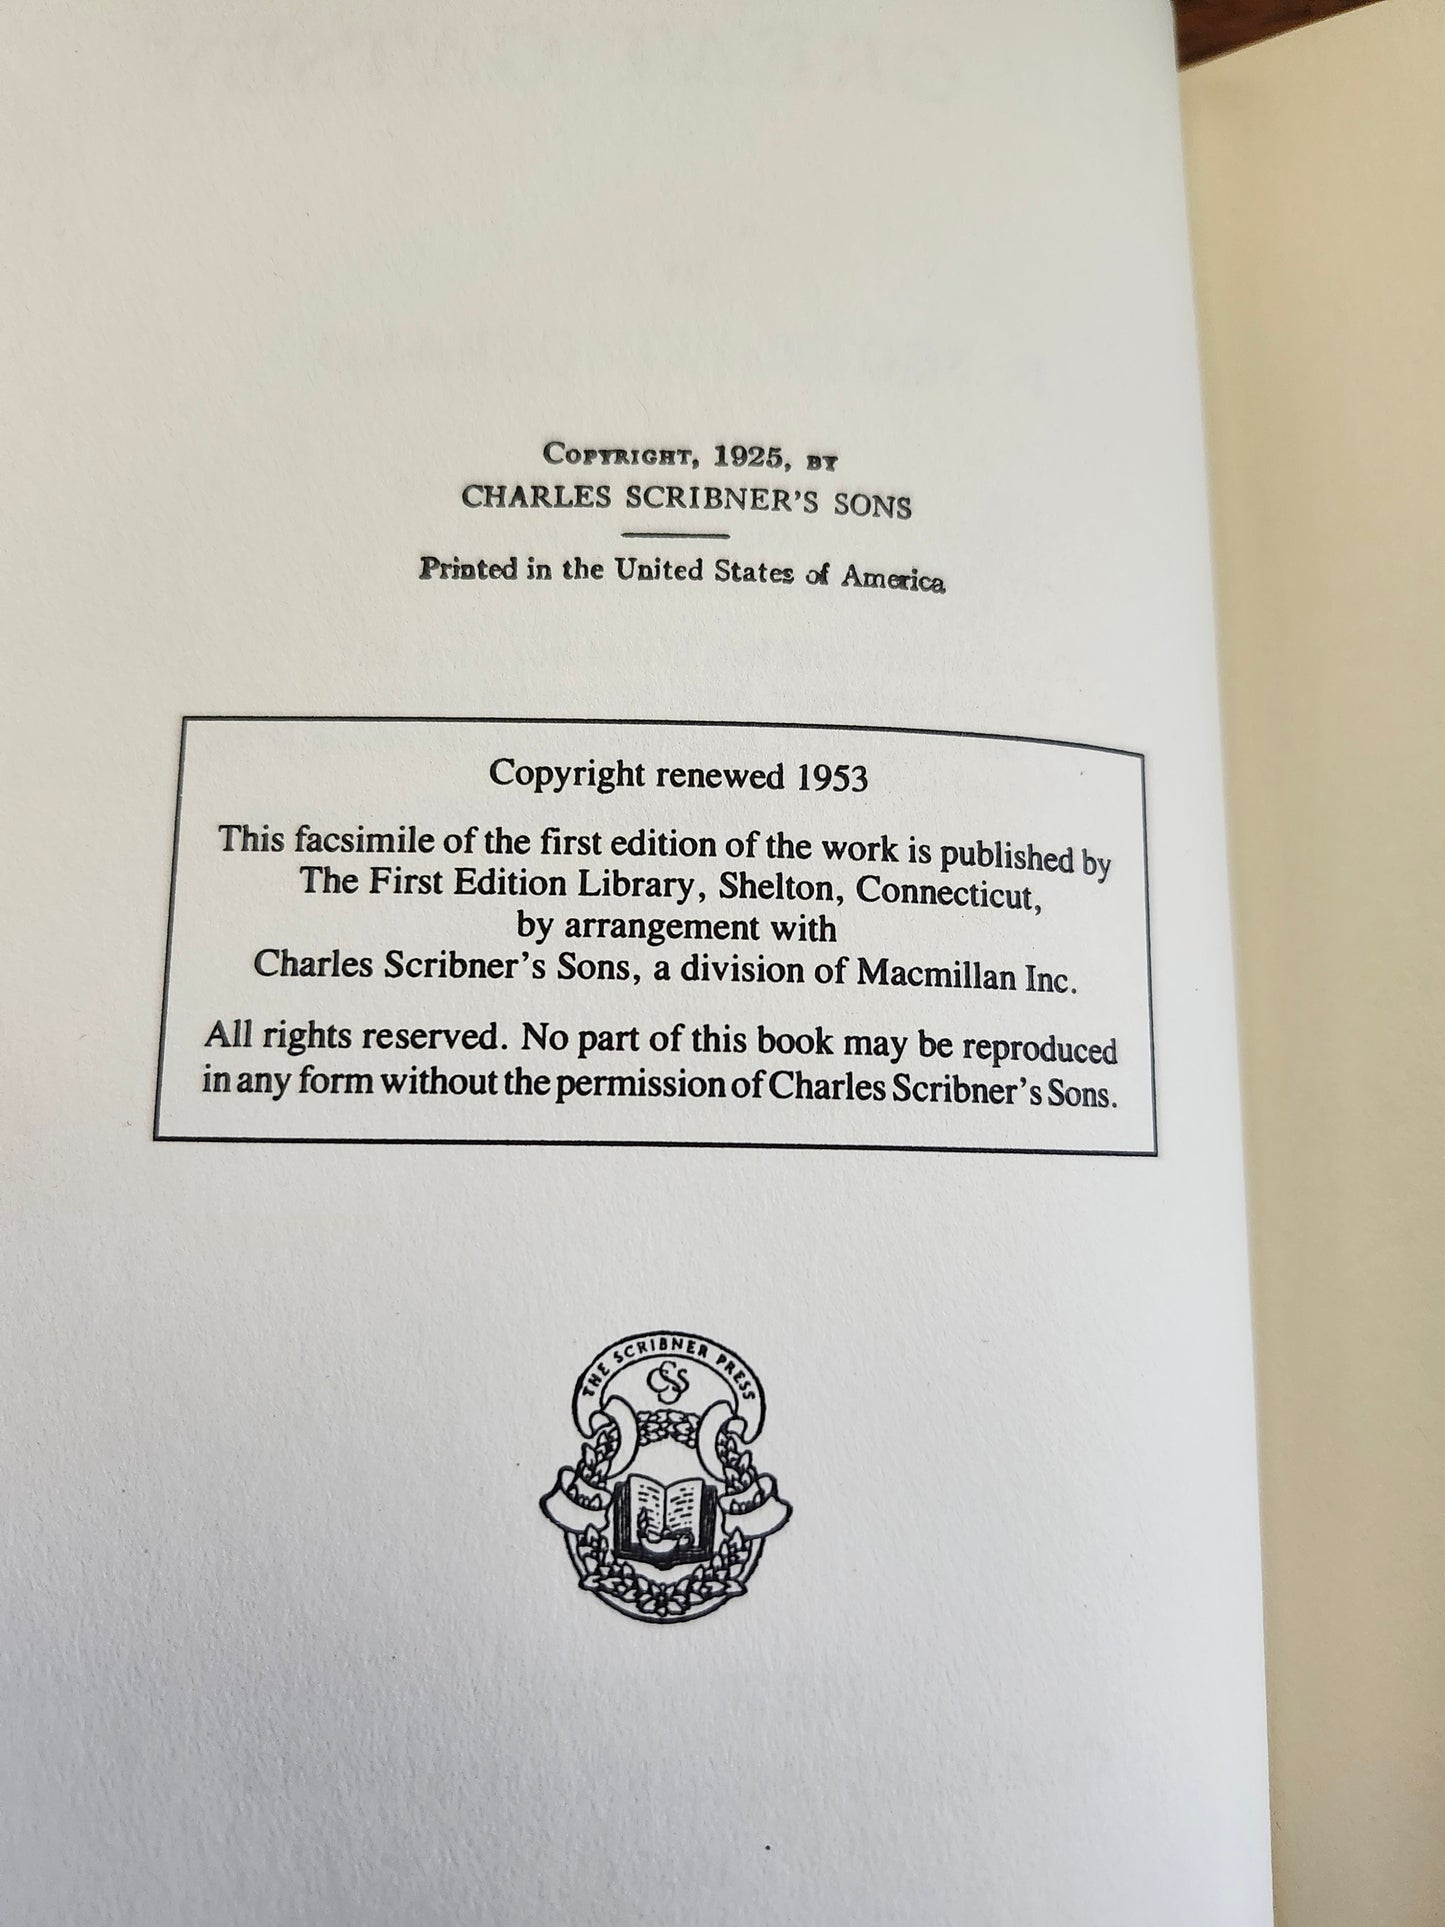 COPYRIGHT, 1925, BY
CHARLES SCRIBNER'S SONS
Printed in the United States of America
Copyright renewed 1953
This facsimile of the first edition of the work is published by
The First Edition Library, Shelton, Connecticut,
by arrangement with
Charles Scribner's Sons, a division of Macmillan Inc.
All rights reserved. No part of this book may be reproduced
in any form without the permission of Charles Scribner's Sons.
THE SCRIBNER PRESS
CSS